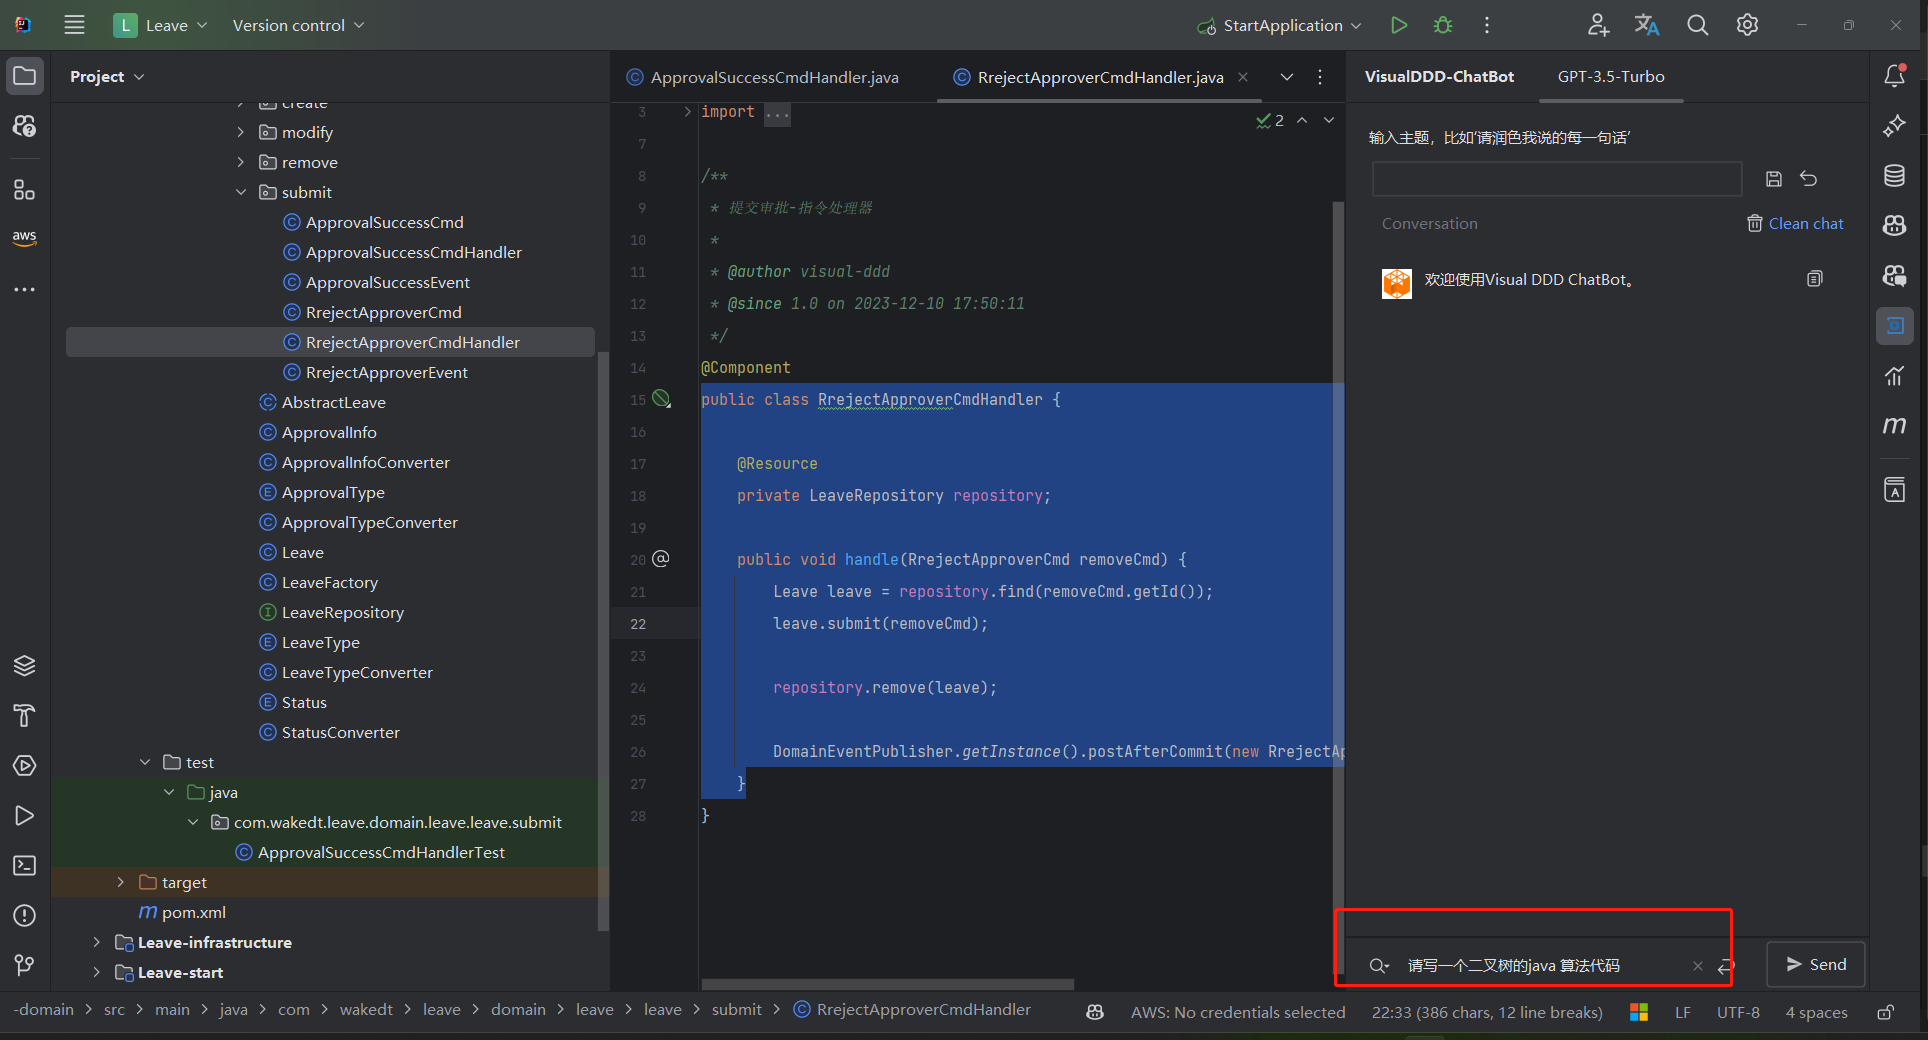 L Leave Version control StartApplication
Project
create
modify
remove
submit
ApprovalSuccessCmd
ApprovalSuccessCmdHandler
ApprovalSuccessEvent
RrejectApproverCmd
RrejectApproverCmdHandler
RrejectApproverEvent
AbstractLeave
ApprovalInfo
ApprovalInfoConverter
ApprovalType
ApprovalTypeConverter
Leave
LeaveFactory
LeaveRepository
LeaveType
LeaveTypeConverter
Status
StatusConverter
test
java
com.wakedt.leave.domain.leave.leave.submit
ApprovalSuccessCmdHandlerTest
target
pom.xml
Leave-infrastructure
Leave-start
aws
ApprovalSuccessCmdHandler.java RrejectApproverCmdHandler.java
2
3 import ...
7
8 /**
9 * 提交审批-指令处理器
10 *
11 * @author visual-ddd
12 * @since 1.0 on 2023-12-10 17:50:11
13 */
14 @Component
15 public class RrejectApproverCmdHandler {
16
17 @Resource
18 private LeaveRepository repository;
19
20 public void handle(RrejectApproverCmd removeCmd) {
21 Leave leave = repository.find(removeCmd.getId());
22 leave.submit(removeCmd);
23
24 repository.remove(leave);
25
26 DomainEventPublisher.getInstance().postAfterCommit(new RrejectAp
27 }
28 }
VisualDDD-ChatBot GPT-3.5-Turbo
输入主题，比如‘请润色我说的每一句话’
Conversation Clean chat
欢迎使用Visual DDD ChatBot。
请写一个二叉树的java 算法代码 Send
-domain > src > main > java > com > wakedt > leave > domain > leave > leave > submit > RrejectApproverCmdHandler AWS: No credentials selected 22:33 (386 chars, 12 line breaks) LF UTF-8 4 spaces